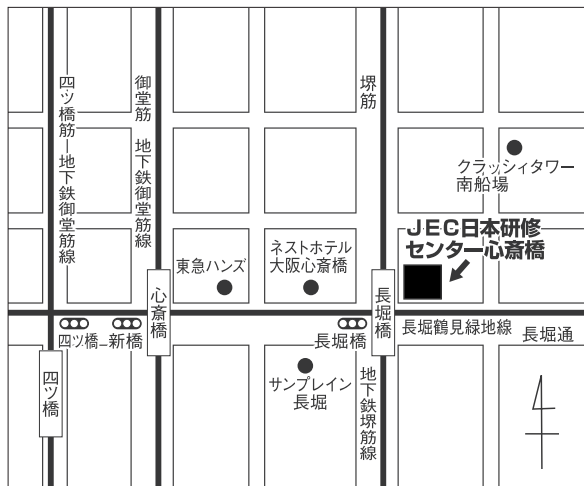 四ツ橋筋
地下鉄御堂筋線
御堂筋
地下鉄御堂筋線
堺筋
クラッシィタワー
南船場
JEC日本研修
センター心斎橋
東急ハンズ
ネストホテル
大阪心斎橋
心斎橋
長堀橋
四ツ橋
新橋
長堀橋
長堀鶴見緑地線
長堀通
四ツ橋
サンプレイン
長堀
地下鉄堺筋線